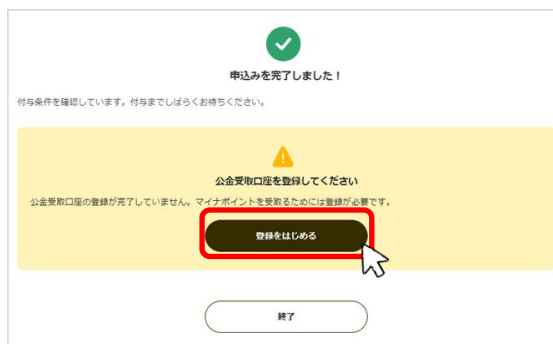 申込みを完了しました！
付与条件を確認しています。付与までしばらくお待ちください。
公金受取口座を登録してください
公金受取口座の登録が完了していません。マイナポイントを受取るためには登録が必要です。
登録をはじめる
終了